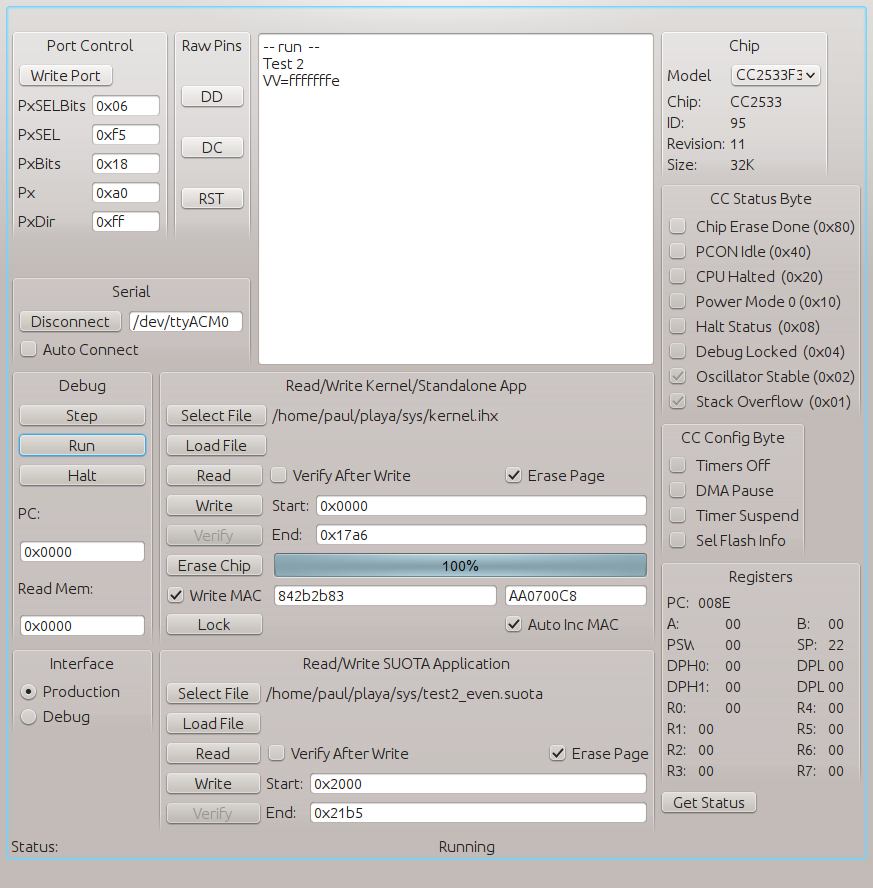 Port Control
Write Port
PxSELBits 0x06
PxSEL 0xf5
PxBits 0x18
Px 0xa0
PxDir 0xff
Raw Pins
DD
DC
RST
-- run --
Test 2
VV=fffffffe
Chip
Model CC2533F3
Chip: CC2533
ID: 95
Revision: 11
Size: 32K
CC Status Byte
Chip Erase Done (0x80)
PCON Idle (0x40)
CPU Halted (0x20)
Power Mode 0 (0x10)
Halt Status (0x08)
Debug Locked (0x04)
Oscillator Stable (0x02)
Stack Overflow (0x01)
Serial
Disconnect /dev/ttyACM0
Auto Connect
Debug
Step
Run
Halt
PC:
0x0000
Read Mem:
0x0000
Interface
Production
Debug
Read/Write Kernel/Standalone App
Select File /home/paul/playa/sys/kernel.ihx
Load File
Read Verify After Write Erase Page
Write Start: 0x0000
Verify End: 0x17a6
Erase Chip 100%
Write MAC 842b2b83 AA0700C8
Lock Auto Inc MAC
Read/Write SUOTA Application
Select File /home/paul/playa/sys/test2_even.suota
Load File
Read Verify After Write Erase Page
Write Start: 0x2000
Verify End: 0x21b5
CC Config Byte
Timers Off
DMA Pause
Timer Suspend
Sel Flash Info
Registers
PC: 008E
A: 00 B: 00
PSW 00 SP: 22
DPH0: 00 DPL 00
DPH1: 00 DPL 00
R0: 00 R4: 00
R1: 00 R5: 00
R2: 00 R6: 00
R3: 00 R7: 00
Get Status
Status: Running